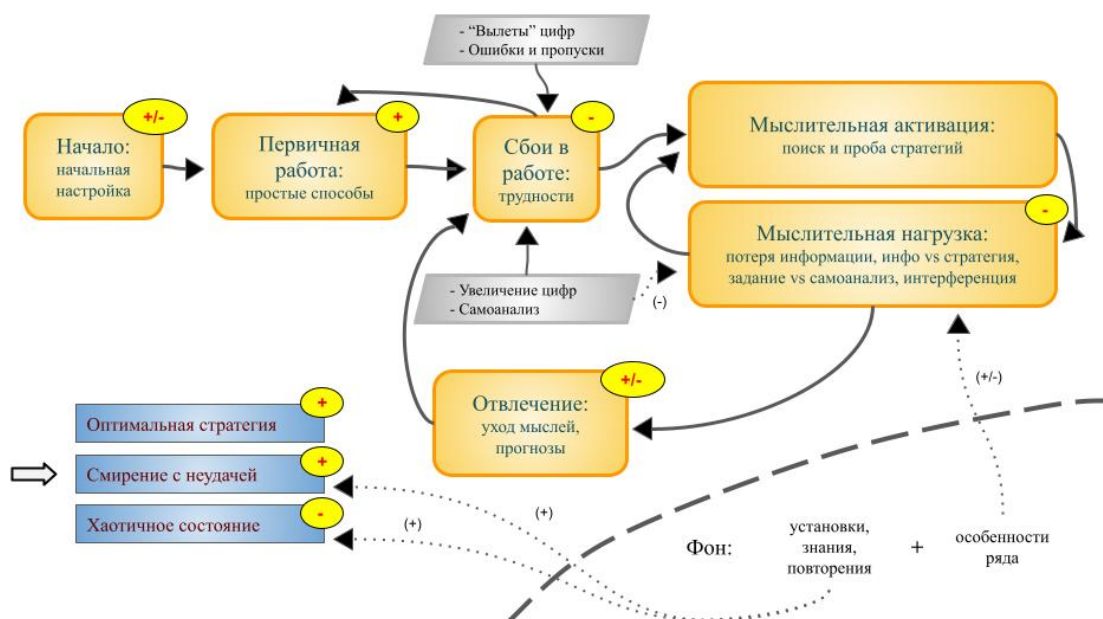 - “Вылеты” цифр
- Ошибки и пропуски
+/-
Начало:
начальная
настройка
+
Первичная
работа:
простые способы
-
Сбои в
работе:
трудности
Мыслительная активация:
поиск и проба стратегий
-
Мыслительная нагрузка:
потеря информации, инфо vs стратегия,
задание vs самоанализ, интерференция
- Увеличение цифр
- Самоанализ
(-)
+/-
Отвлечение:
уход мыслей,
прогнозы
(+/-)
+
Оптимальная стратегия
+
Смирение с неудачей
-
Хаотичное состояние
(+)
(+)
Фон:
установки,
знания,
повторения
+
особенности
ряда